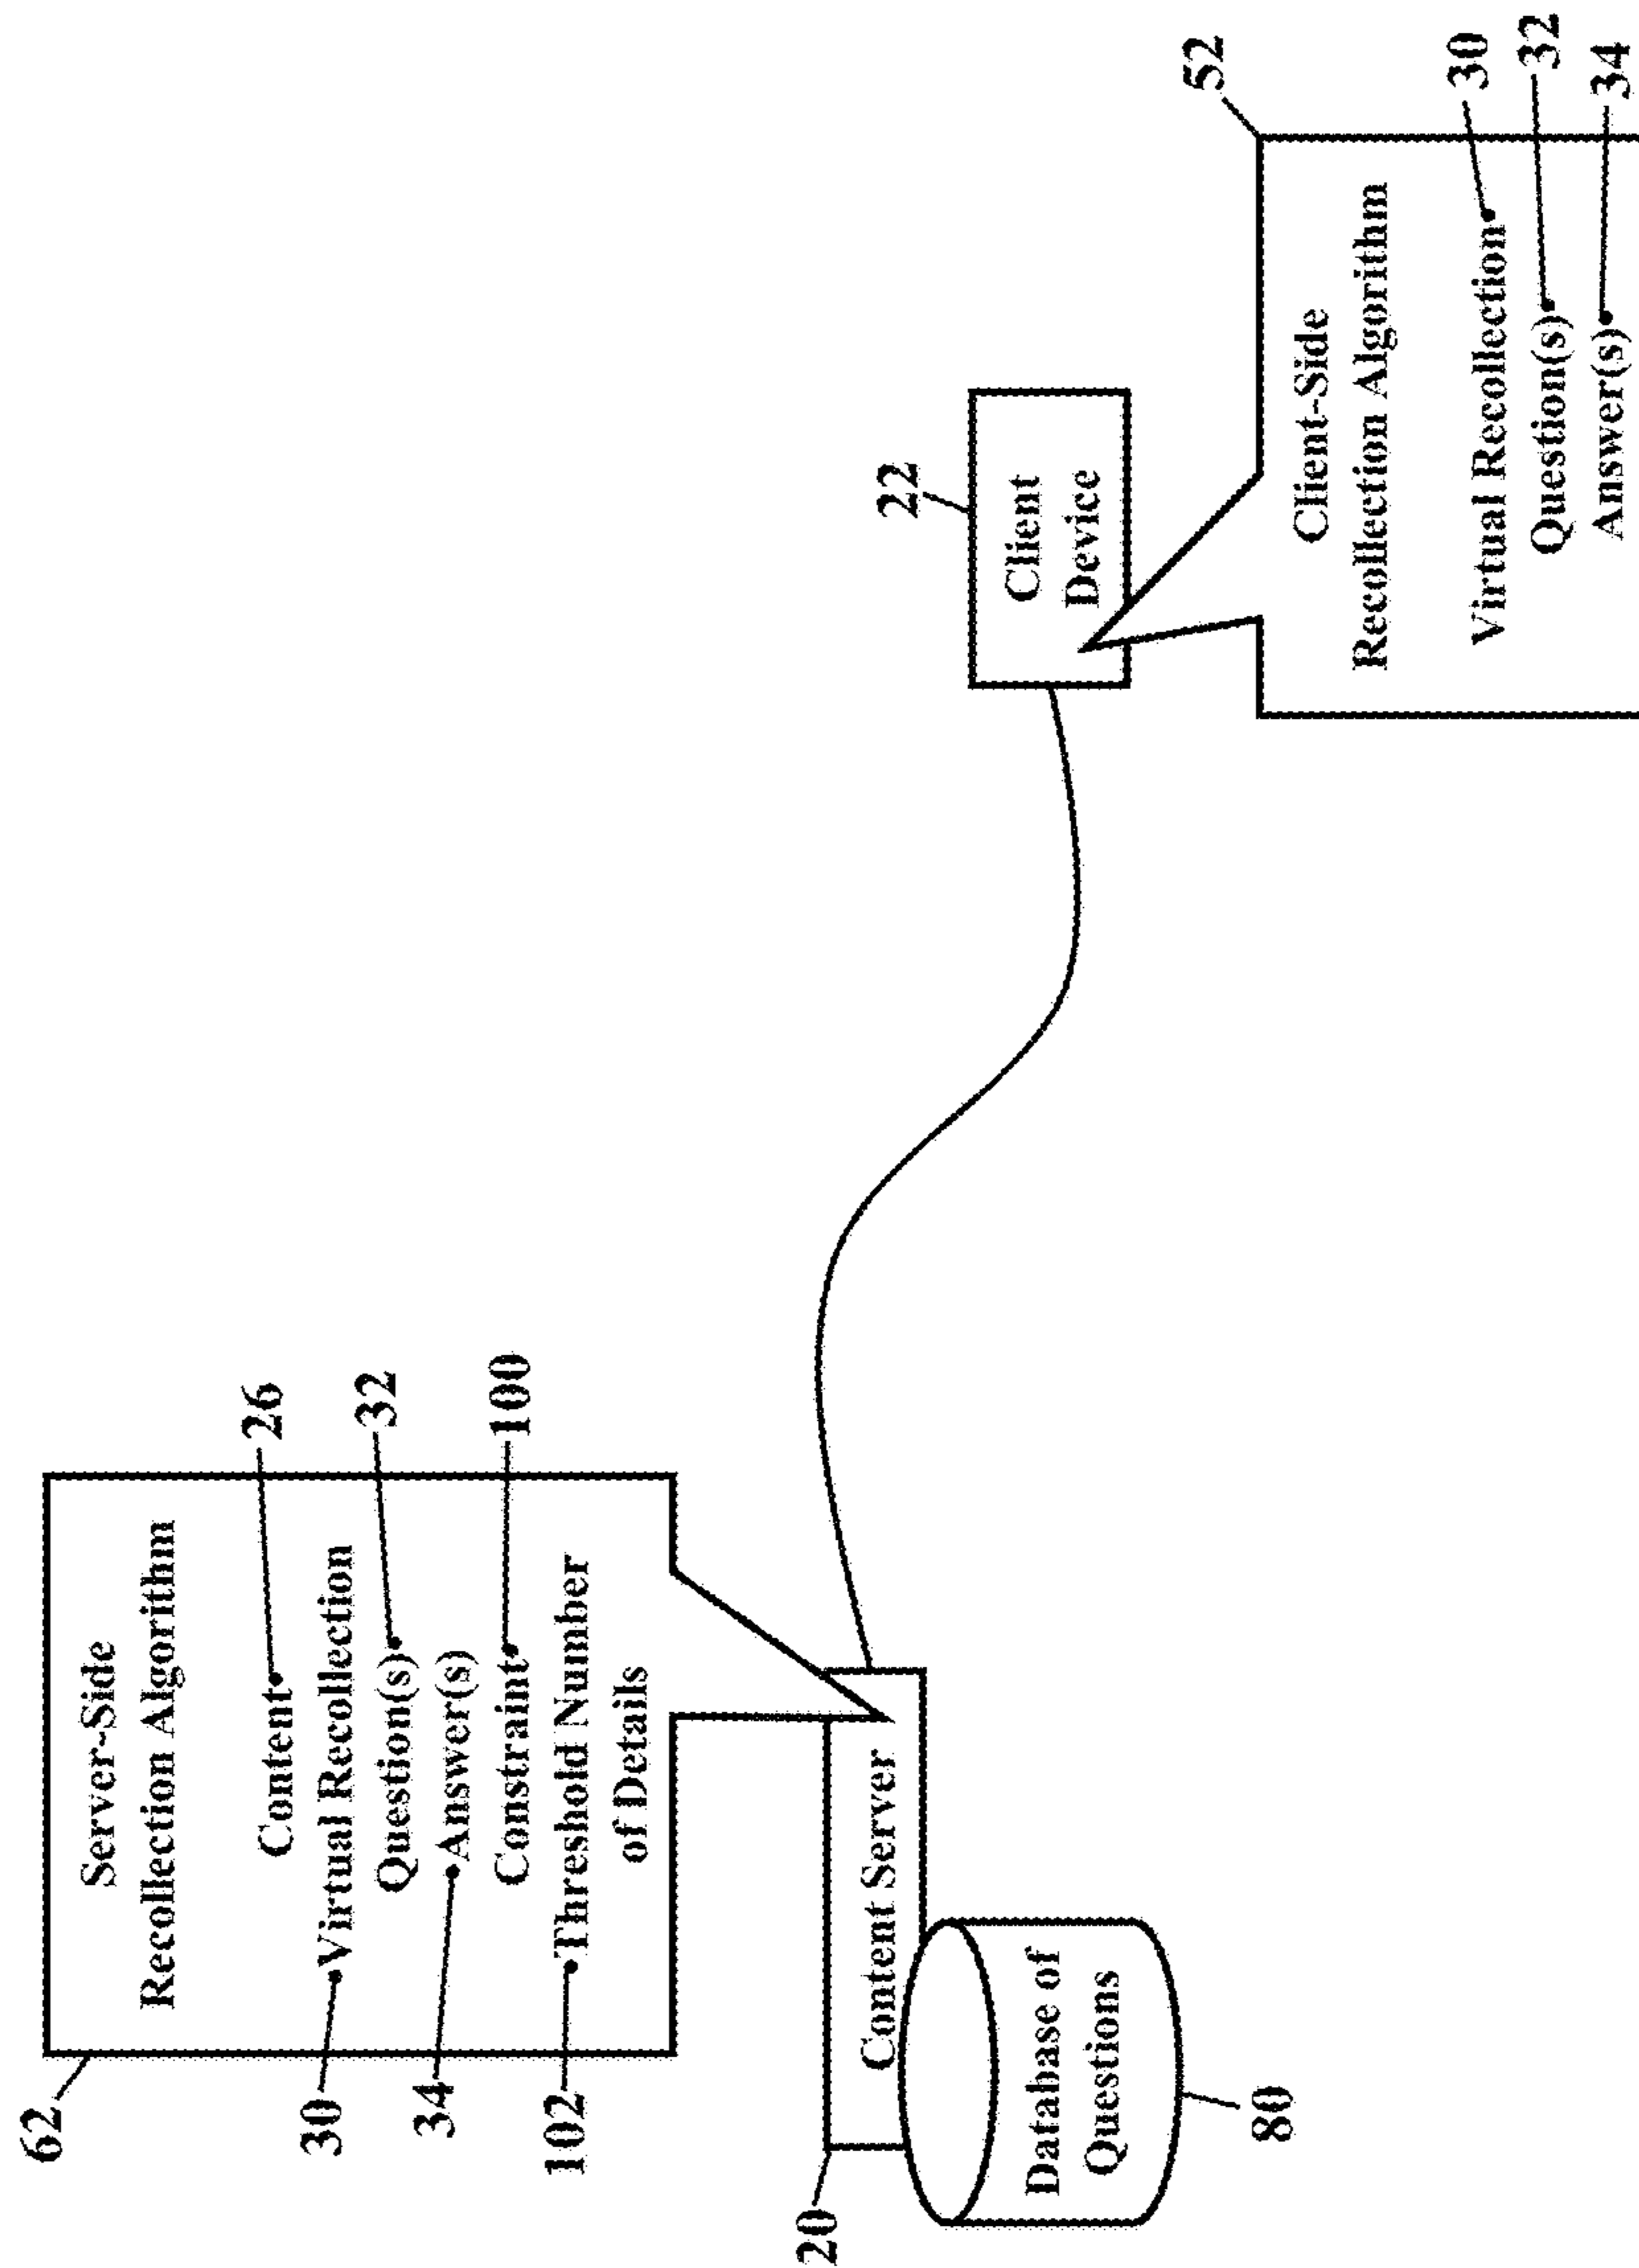 62
Server-Side
Recollection Algorithm
Content
26
30
Virtual Recollection
Question(s)
32
34
Answer(s)
Constraint
100
102
Threshold Number
of Details
20
Content Server
Database of
Questions
80
22
Client
Device
52
Client-Side
Recollection Algorithm
Virtual Recollection
30
Question(s)
32
Answer(s)
34